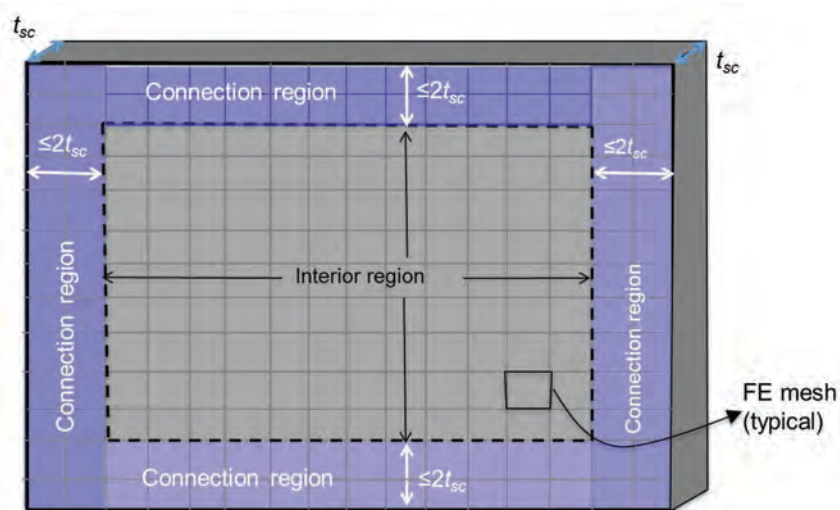 t_sc
t_sc
Connection region
≤2t_sc
≤2t_sc
≤2t_sc
Interior region
Connection region
Connection region
FE mesh
(typical)
Connection region
≤2t_sc